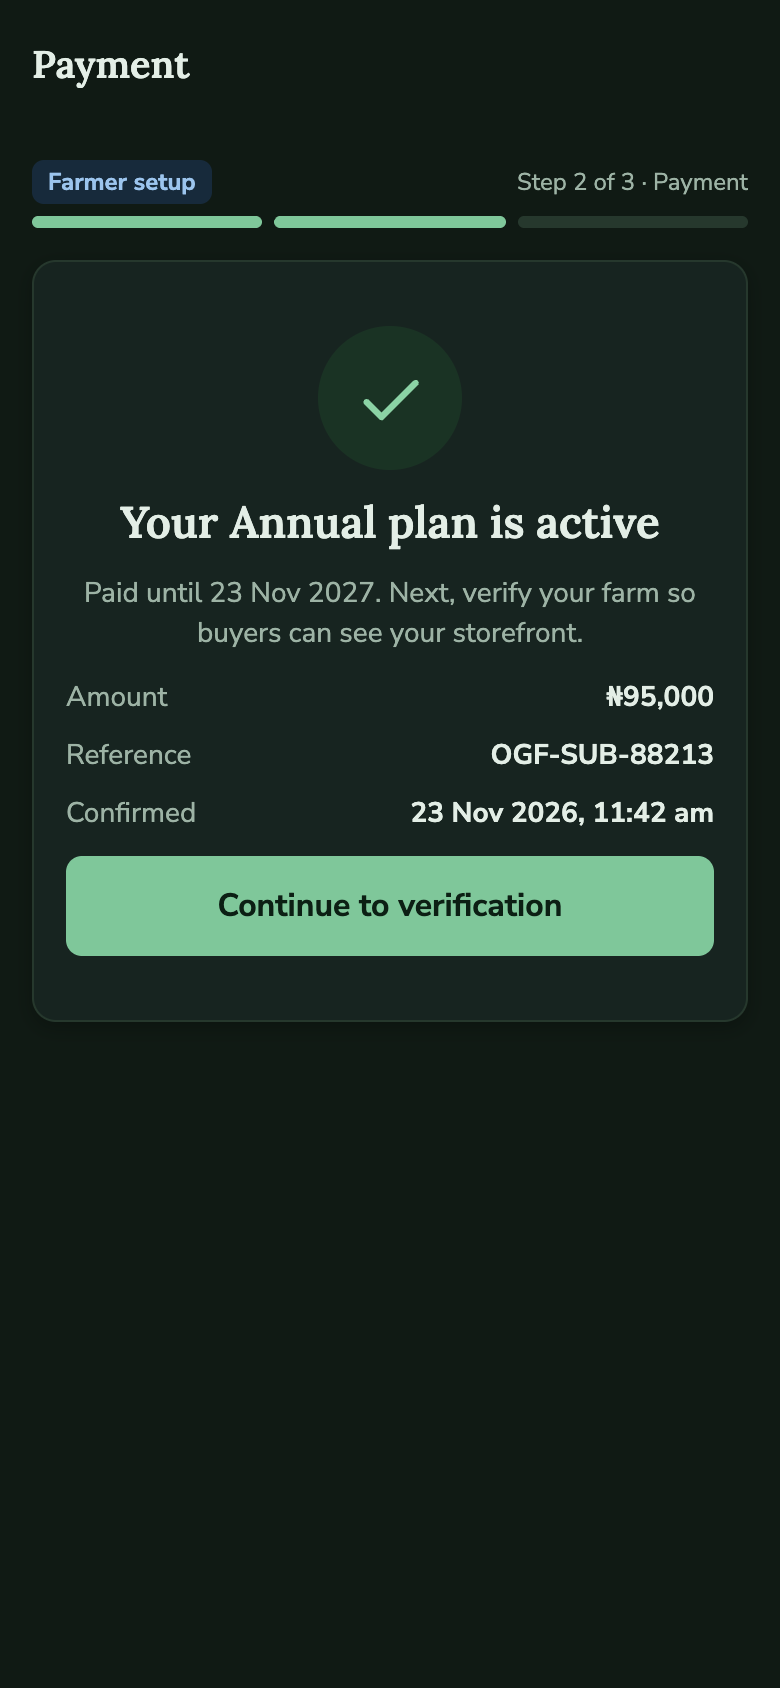 Payment
Farmer setup
Step 2 of 3 · Payment
Your Annual plan is active
Paid until 23 Nov 2027. Next, verify your farm so
buyers can see your storefront.
Amount
₦95,000
Reference
OGF-SUB-88213
Confirmed
23 Nov 2026, 11:42 am
Continue to verification